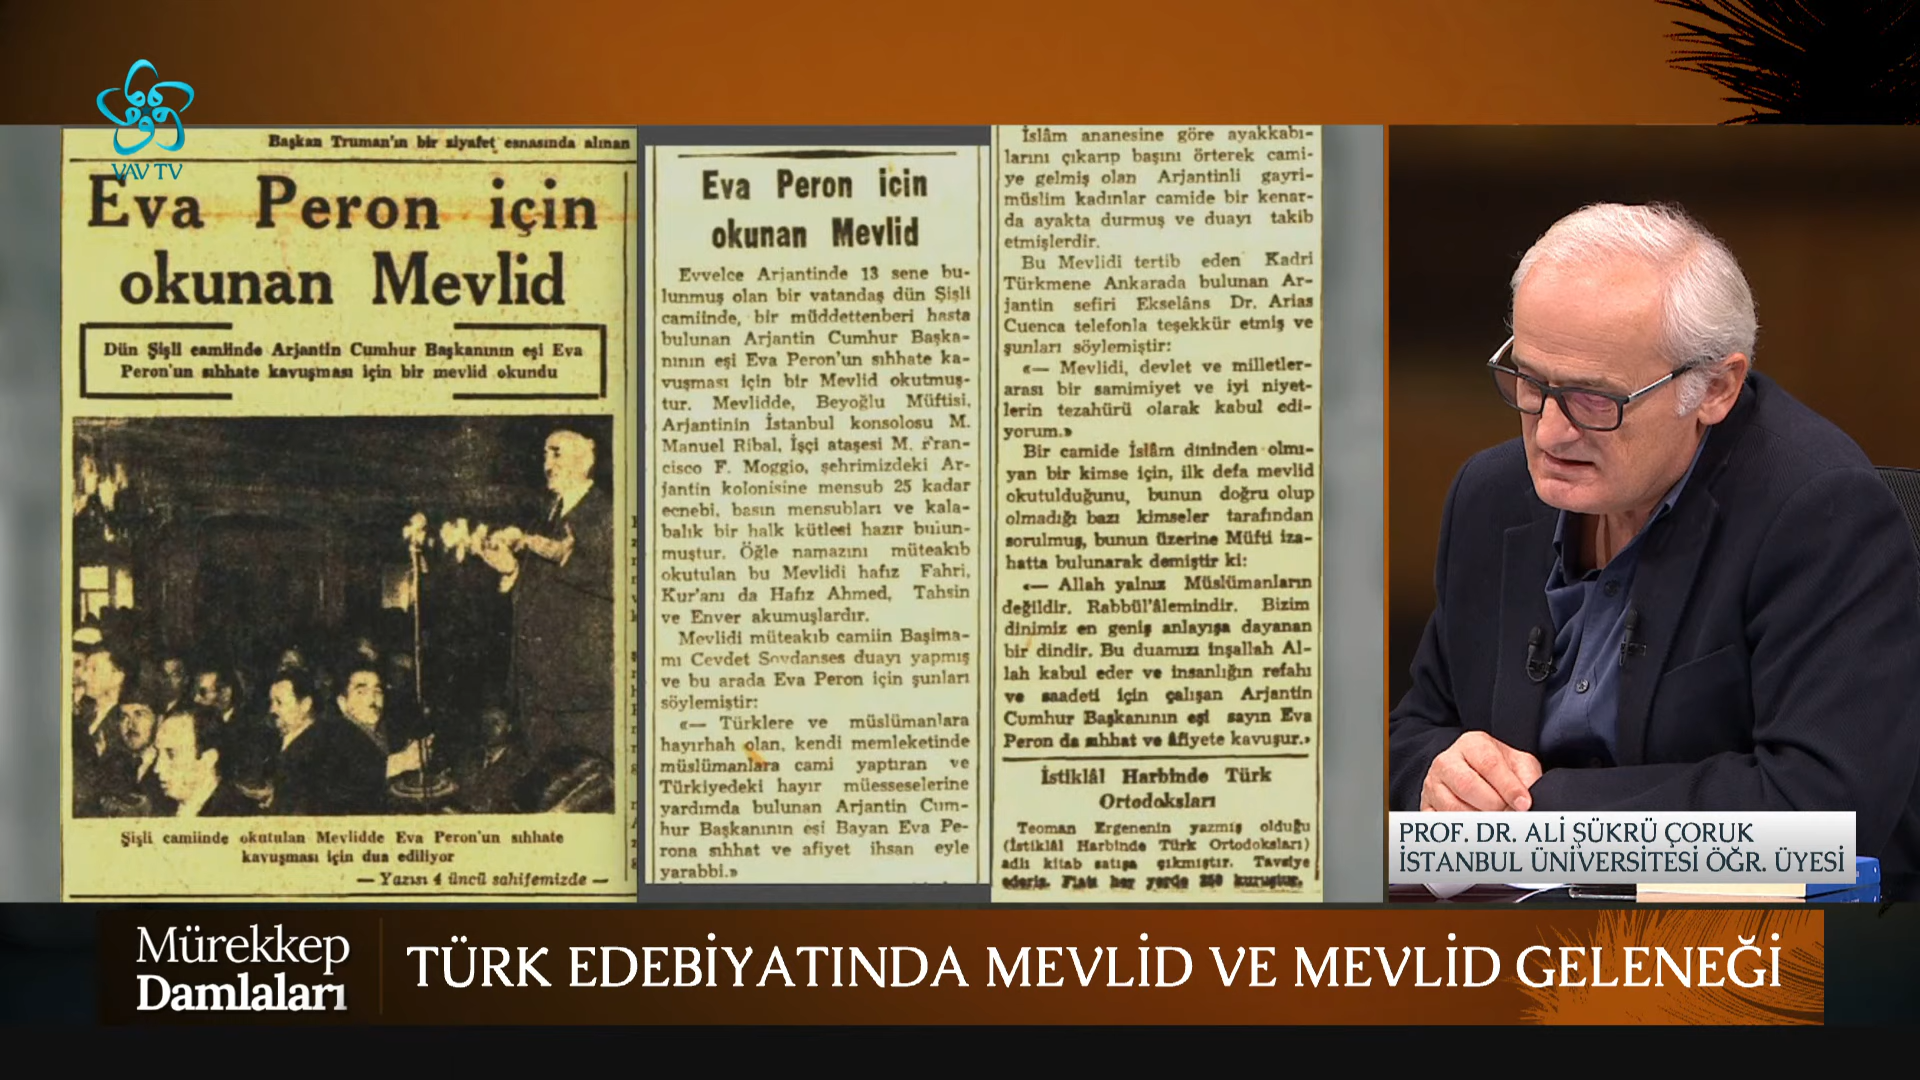 VAV TV
Başkan Truman'ın bir ziyafet esnasında alınan
Eva Peron için
okunan Mevlid
Dün Şişli camiinde Arjantin Cumhur Başkanının eşi Eva
Peron'un sıhhate kavuşması için bir mevlid okundu
Şişli camiinde okutulan Mevlidde Eva Peron'un sıhhate
kavuşması için dua ediliyor
— Yazısı 4 üncü sahifemizde —
Eva Peron icin
okunan Mevlid
Evvelce Arjantinde 13 sene bu-
lunmuş olan bir vatandaş dün Şişli
camiinde, bir müddettenberi hasta
bulunan Arjantin Cumhur Başka-
nının eşi Eva Peron'un sıhhate ka-
vuşması için bir Mevlid okutmuş-
tur. Mevlidde, Beyoğlu Müftisi,
Arjantinin İstanbul konsolosu M.
Manuel Ribal, İşçi ataşesi M. Fran-
cisco F. Moggio, şehrimizdeki Ar-
jantin kolonisine mensub 25 kadar
ecnebi, basın mensubları ve kala-
balık bir halk kütlesi hazır bulun-
muştur. Öğle namazını müteakıb
okutulan bu Mevlidi hafız Fahri,
Kur'anı da Hafız Ahmed, Tahsin
ve Enver akumuşlardır.
Mevlidi müteakıb camiin Başima-
mı Cevdet Soydanses duayı yapmış
ve bu arada Eva Peron için şunları
söylemiştir:
«— Türklere ve müslümanlara
hayırhah olan, kendi memleketinde
müslümanlara cami yaptıran ve
Türkiyedeki hayır müesseselerine
yardımda bulunan Arjantin Cum-
hur Başkanının esi Bayan Eva Pe-
rona sıhhat ve afiyet ihsan eyle
yarabbi.»
İslâm ananesine göre ayakkabı-
larını çıkarıp başını örterek cami-
ye gelmiş olan Arjantinli gayri-
müslim kadınlar camide bir kenar-
da ayakta durmuş ve duayı takib
etmişlerdir.
Bu Mevlidi tertib eden Kadri
Türkmene Ankarada bulunan Ar-
jantin sefiri Ekselâns Dr. Arias
Cuenca telefonla teşekkür etmiş ve
şunları söylemiştir:
«— Mevlidi, devlet ve milletler-
arası bir samimiyet ve iyi niyet-
lerin tezahürü olarak kabul edi-
yorum.»
Bir camide İslâm dininden olmı-
yan bir kimse için, ilk defa mevlid
okutulduğunu, bunun doğru olup
olmadığı bazı kimseler tarafından
sorulmuş, bunun üzerine Müfti iza-
hatta bulunarak demiştir ki:
«— Allah yalnız Müslümanların
değildir. Rabbül'âlemindir. Bizim
dinimiz en geniş anlayışa dayanan
bir dindir. Bu duamızı inşallah Al-
lah kabul eder ve insanlığın refahı
ve saadeti için çalışan Arjantin
Cumhur Başkanının eşi sayın Eva
Peron da sıhhat ve âfiyete kavuşur.»
İstiklâl Harbinde Türk
Ortodoksları
Teoman Ergenenin yazmış olduğu
(İstiklâl Harbinde Türk Ortodoksları)
adlı kitab satışa çıkmıştır. Tavsiye
ederiz. Fiatı her yerde 250 kuruştur.
PROF. DR. ALİ ŞÜKRÜ ÇORUK
İSTANBUL ÜNİVERSİTESİ ÖĞR. ÜYESİ
Mürekkep
Damlaları
TÜRK EDEBİYATINDA MEVLİD VE MEVLİD GELENEĞİ